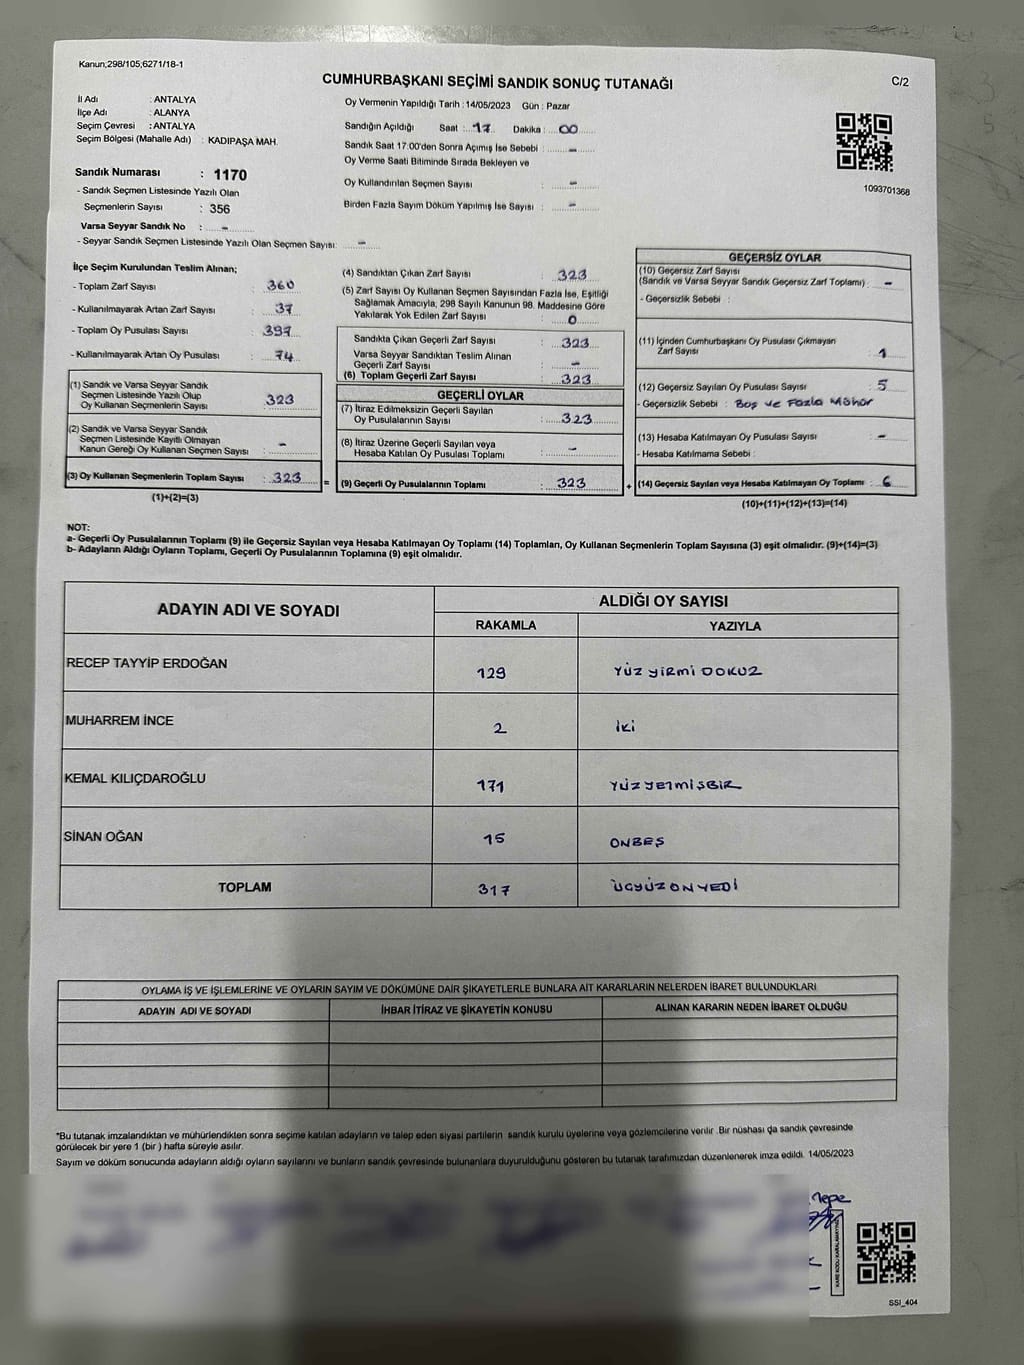 Kanun;298/105;6271/18-1
CUMHURBAŞKANI SEÇİMİ SANDIK SONUÇ TUTANAĞI
C/2
İl Adı : ANTALYA
İlçe Adı : ALANYA
Seçim Çevresi : ANTALYA
Seçim Bölgesi (Mahalle Adı) : KADIPAŞA MAH.
Sandık Numarası : 1170
- Sandık Seçmen Listesinde Yazılı Olan
Seçmenlerin Sayısı : 356
Varsa Seyyar Sandık No : -
- Seyyar Sandık Seçmen Listesinde Yazılı Olan Seçmen Sayısı: -
Oy Vermenin Yapıldığı Tarih : 14/05/2023 Gün : Pazar
Sandığın Açıldığı Saat : 17 Dakika : 00
Sandık Saat 17.00'den Sonra Açımış İse Sebebi : -
Oy Verme Saati Bitiminde Sırada Bekleyen ve
Oy Kullandırılan Seçmen Sayısı : -
Birden Fazla Sayım Döküm Yapılmış İse Sayısı : -
1093701368
İlçe Seçim Kurulundan Teslim Alınan;
- Toplam Zarf Sayısı : 360
- Kullanılmayarak Artan Zarf Sayısı : 37
- Toplam Oy Pusulası Sayısı : 397
- Kullanılmayarak Artan Oy Pusulası : 74
(1) Sandık ve Varsa Seyyar Sandık
Seçmen Listesinde Yazılı Olup
Oy Kullanan Seçmenlerin Sayısı : 323
(2) Sandık ve Varsa Seyyar Sandık
Seçmen Listesinde Kayıtlı Olmayan
Kanun Gereği Oy Kullanan Seçmen Sayısı : -
(3) Oy Kullanan Seçmenlerin Toplam Sayısı : 323
(1)+(2)=(3)
(4) Sandıktan Çıkan Zarf Sayısı : 323
(5) Zarf Sayısı Oy Kullanan Seçmen Sayısından Fazla İse, Eşitliği
Sağlamak Amacıyla, 298 Sayılı Kanunun 98. Maddesine Göre
Yakılarak Yok Edilen Zarf Sayısı : 0
Sandıkta Çıkan Geçerli Zarf Sayısı : 323
Varsa Seyyar Sandıktan Teslim Alınan
Geçerli Zarf Sayısı : -
(6) Toplam Geçerli Zarf Sayısı : 323
GEÇERLİ OYLAR
(7) İtiraz Edilmeksizin Geçerli Sayılan
Oy Pusulalarının Sayısı : 323
(8) İtiraz Üzerine Geçerli Sayılan veya
Hesaba Katılan Oy Pusulası Toplamı : -
= (9) Geçerli Oy Pusulalarının Toplamı : 323
GEÇERSİZ OYLAR
(10) Geçersiz Zarf Sayısı
(Sandık ve Varsa Seyyar Sandık Geçersiz Zarf Toplamı) : -
- Geçersizlik Sebebi :
(11) İçinden Cumhurbaşkanı Oy Pusulası Çıkmayan
Zarf Sayısı : 1
(12) Geçersiz Sayılan Oy Pusulası Sayısı : 5
- Geçersizlik Sebebi : Boş ve Fazla Mühür
(13) Hesaba Katılmayan Oy Pusulası Sayısı : -
- Hesaba Katılmama Sebebi :
+ (14) Geçersiz Sayılan veya Hesaba Katılmayan Oy Toplamı : 6
(10)+(11)+(12)+(13)=(14)
NOT:
a- Geçerli Oy Pusulalarının Toplamı (9) ile Geçersiz Sayılan veya Hesaba Katılmayan Oy Toplamı (14) Toplamları, Oy Kullanan Seçmenlerin Toplam Sayısına (3) eşit olmalıdır. (9)+(14)=(3)
b- Adayların Aldığı Oyların Toplamı, Geçerli Oy Pusulalarının Toplamına (9) eşit olmalıdır.
ADAYIN ADI VE SOYADI
ALDIĞI OY SAYISI
RAKAMLA YAZIYLA
RECEP TAYYİP ERDOĞAN 129 YÜZ YİRMİ DOKUZ
MUHARREM İNCE 2 İKİ
KEMAL KILIÇDAROĞLU 171 YÜZYETMİŞBİR
SİNAN OĞAN 15 ONBEŞ
TOPLAM 317 ÜÇYÜZONYEDİ
OYLAMA İŞ VE İŞLEMLERİNE VE OYLARIN SAYIM VE DÖKÜMÜNE DAİR ŞİKAYETLERLE BUNLARA AİT KARARLARIN NELERDEN İBARET BULUNDUKLARI
ADAYIN ADI VE SOYADI İHBAR İTİRAZ VE ŞİKAYETİN KONUSU ALINAN KARARIN NEDEN İBARET OLDUĞU
*Bu tutanak imzalandıktan ve mühürlendikten sonra seçime katılan adayların ve talep eden siyasi partilerin sandık kurulu üyelerine veya gözlemcilerine verilir .Bir nüshası da sandık çevresinde
görülecek bir yere 1 (bir ) hafta süreyle asılır.
Sayım ve döküm sonucunda adayların aldığı oyların sayılarını ve bunların sandık çevresinde bulunanlara duyurulduğunu gösteren bu tutanak tarafımızdan düzenlenerek imza edildi. 14/05/2023
Tepe
KARE KODU KARALAMAYINIZ
SSI_404